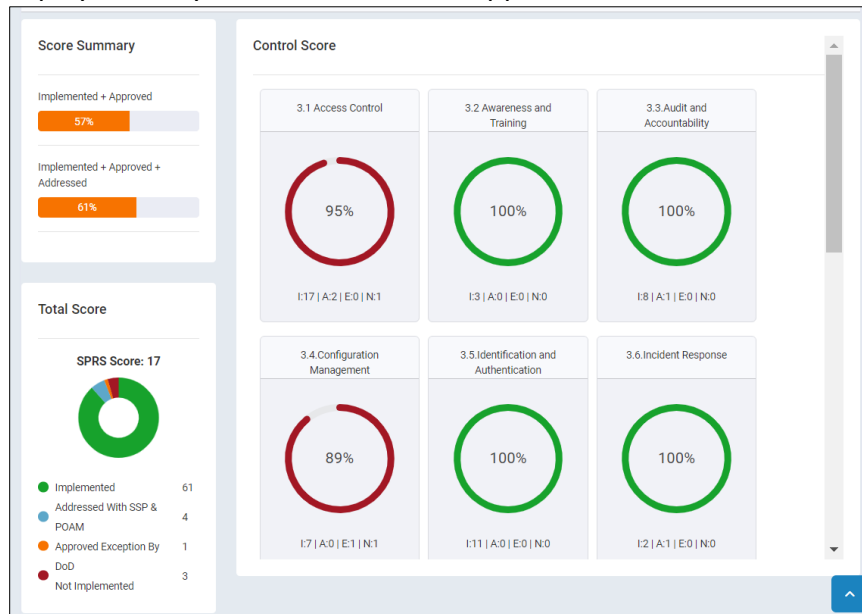 Score Summary
Implemented + Approved
57%
Implemented + Approved +
Addressed
61%
Total Score
SPRS Score: 17
Implemented 61
Addressed With SSP &
POAM 4
Approved Exception By
DoD 1
Not Implemented 3
Control Score
3.1 Access Control
95%
I:17 | A:2 | E:0 | N:1
3.2 Awareness and
Training
100%
I:3 | A:0 | E:0 | N:0
3.3.Audit and
Accountability
100%
I:8 | A:1 | E:0 | N:0
3.4.Configuration
Management
89%
I:7 | A:0 | E:1 | N:1
3.5.Identification and
Authentication
100%
I:11 | A:0 | E:0 | N:0
3.6.Incident Response
100%
I:2 | A:1 | E:0 | N:0